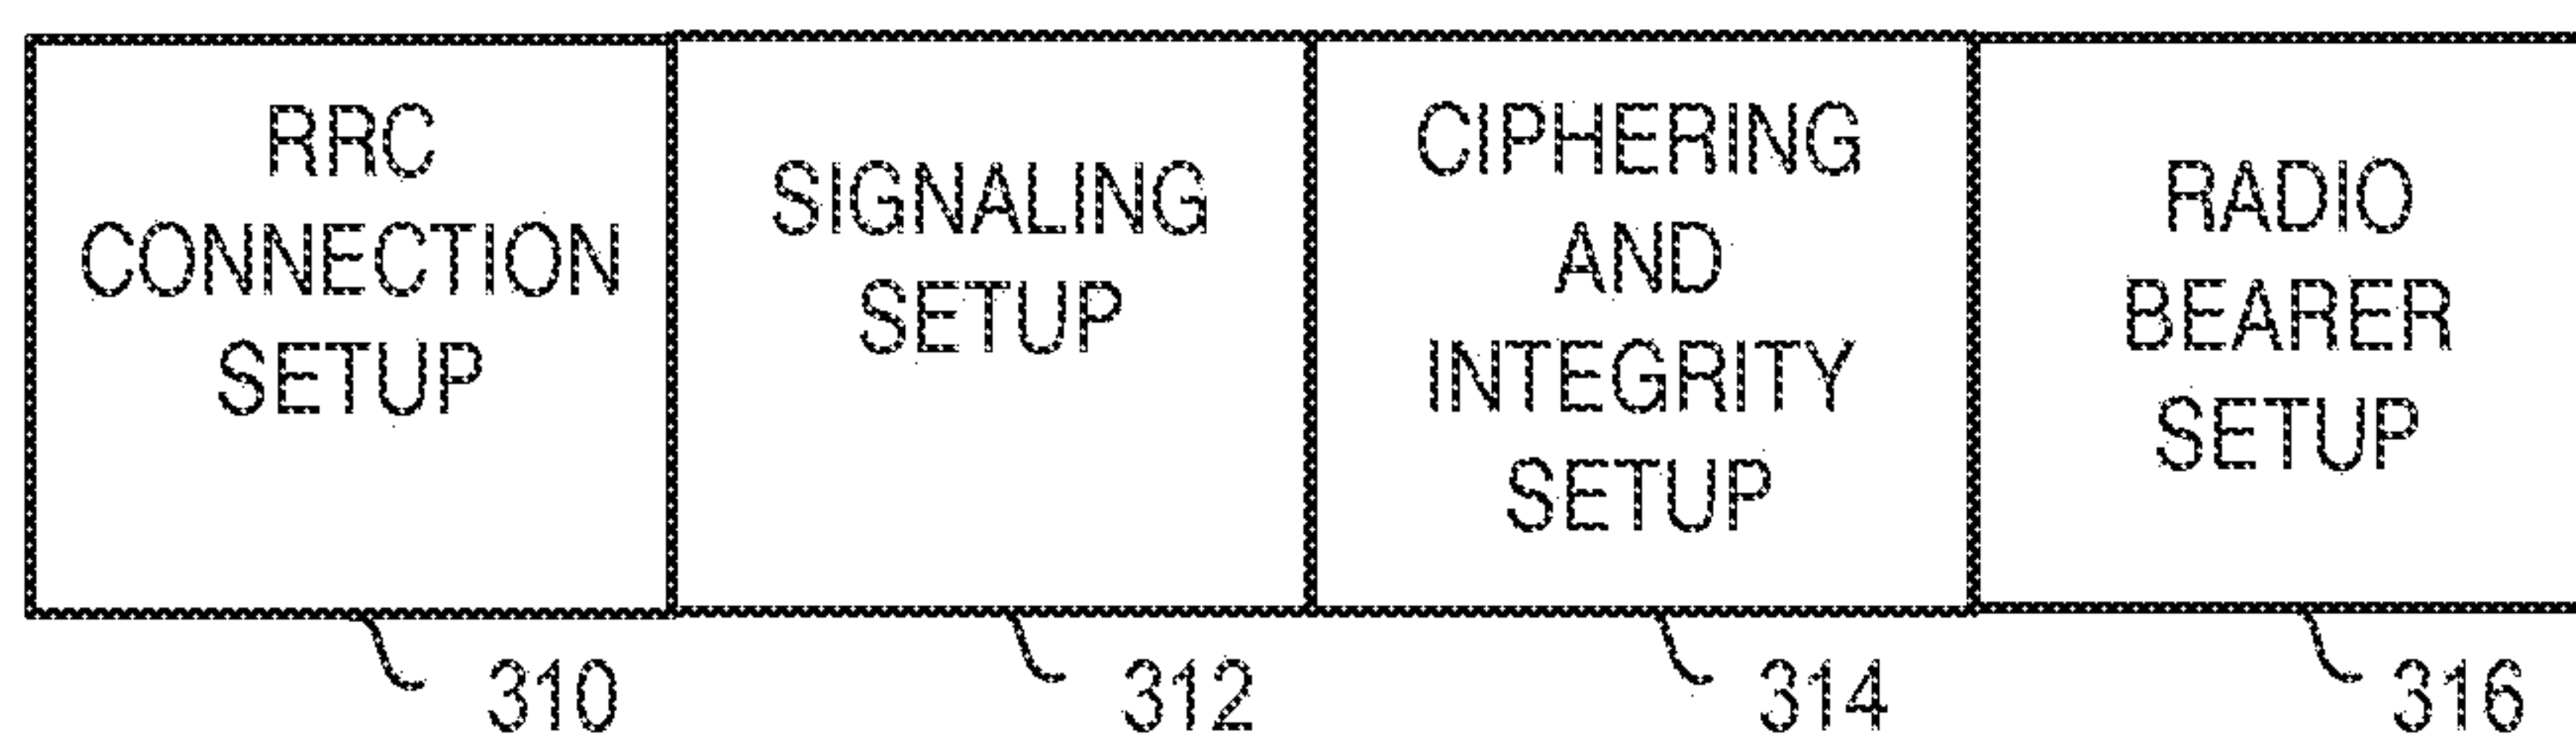 RRC
CONNECTION
SETUP
SIGNALING
SETUP
CIPHERING
AND
INTEGRITY
SETUP
RADIO
BEARER
SETUP
310
312
314
316